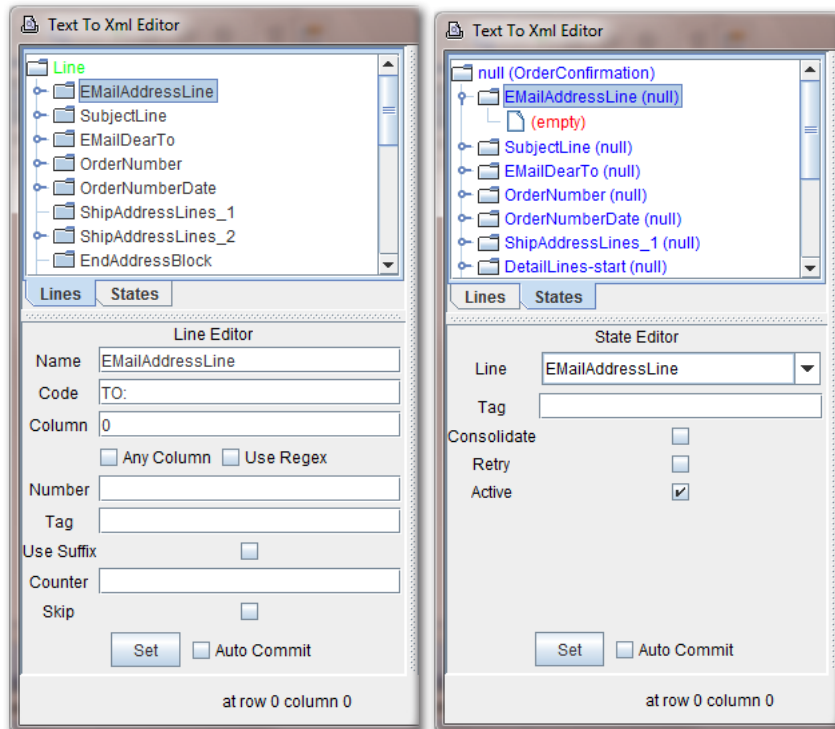 Text To Xml Editor
Line
EMailAddressLine
SubjectLine
EMailDearTo
OrderNumber
OrderNumberDate
ShipAddressLines_1
ShipAddressLines_2
EndAddressBlock
Lines States
Line Editor
Name EMailAddressLine
Code TO:
Column 0
Any Column Use Regex
Number
Tag
Use Suffix
Counter
Skip
Set Auto Commit
at row 0 column 0
Text To Xml Editor
null (OrderConfirmation)
EMailAddressLine (null)
(empty)
SubjectLine (null)
EMailDearTo (null)
OrderNumber (null)
OrderNumberDate (null)
ShipAddressLines_1 (null)
DetailLines-start (null)
Lines States
State Editor
Line EMailAddressLine
Tag
Consolidate
Retry
Active
Set Auto Commit
at row 0 column 0